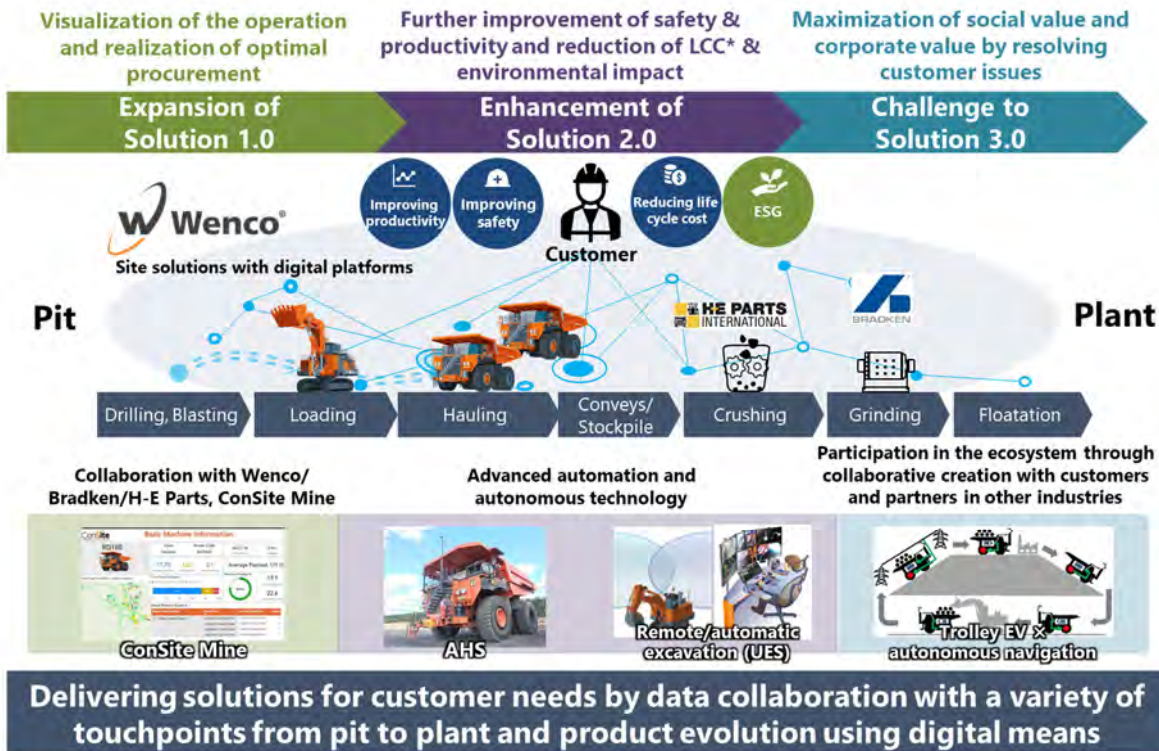 Visualization of the operation
and realization of optimal
procurement
Further improvement of safety &
productivity and reduction of LCC* &
environmental impact
Maximization of social value and
corporate value by resolving
customer issues
Expansion of
Solution 1.0
Enhancement of
Solution 2.0
Challenge to
Solution 3.0
Wenco®
Site solutions with digital platforms
Improving
productivity
Improving
safety
Customer
Reducing life
cycle cost
ESG
Pit
Plant
H-E PARTS
INTERNATIONAL
BRADKEN
Drilling, Blasting
Loading
Hauling
Conveys/
Stockpile
Crushing
Grinding
Floatation
Collaboration with Wenco/
Bradken/H-E Parts, ConSite Mine
Advanced automation and
autonomous technology
Participation in the ecosystem through
collaborative creation with customers
and partners in other industries
ConSite
Basic Machine Information
ConSite Mine
AHS
Remote/automatic
excavation (UES)
Trolley EV ×
autonomous navigation
Delivering solutions for customer needs by data collaboration with a variety of
touchpoints from pit to plant and product evolution using digital means